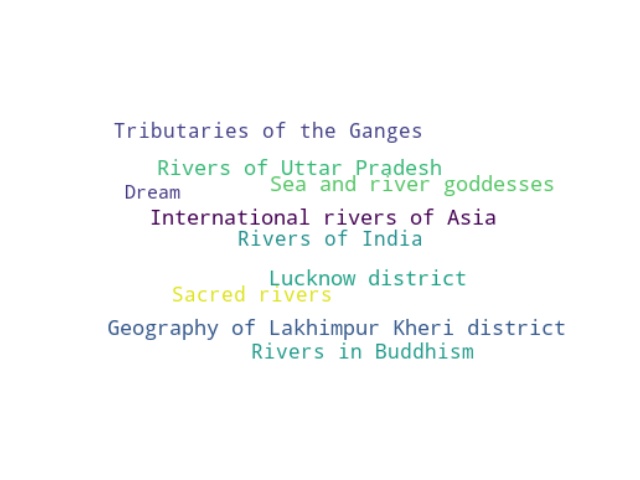 Tributaries of the Ganges
Rivers of Uttar Pradesh
Sea and river goddesses
Dream
International rivers of Asia
Rivers of India
Lucknow district
Sacred rivers
Geography of Lakhimpur Kheri district
Rivers in Buddhism